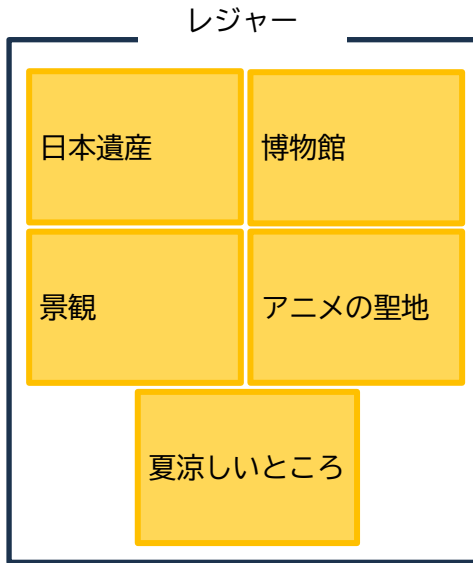 レジャー
日本遺産
博物館
景観
アニメの聖地
夏涼しいところ